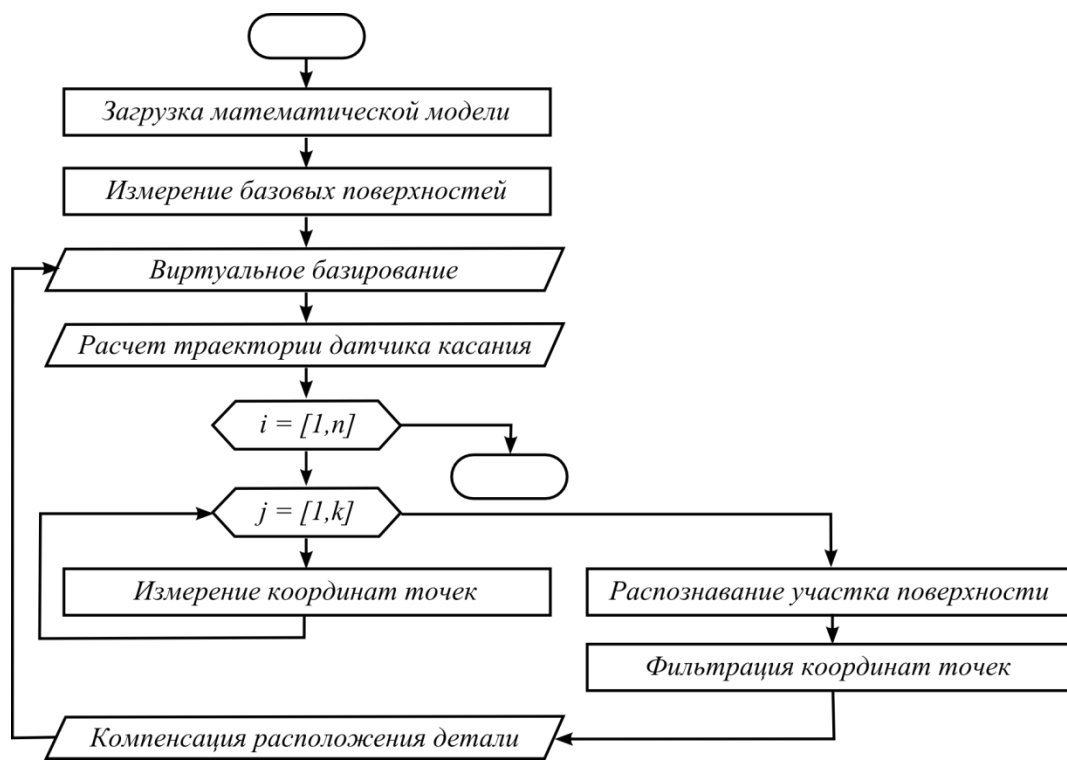 Загрузка математической модели
Измерение базовых поверхностей
Виртуальное базирование
Расчет траектории датчика касания
i = [1,n]
j = [1,k]
Измерение координат точек
Распознавание участка поверхности
Фильтрация координат точек
Компенсация расположения детали